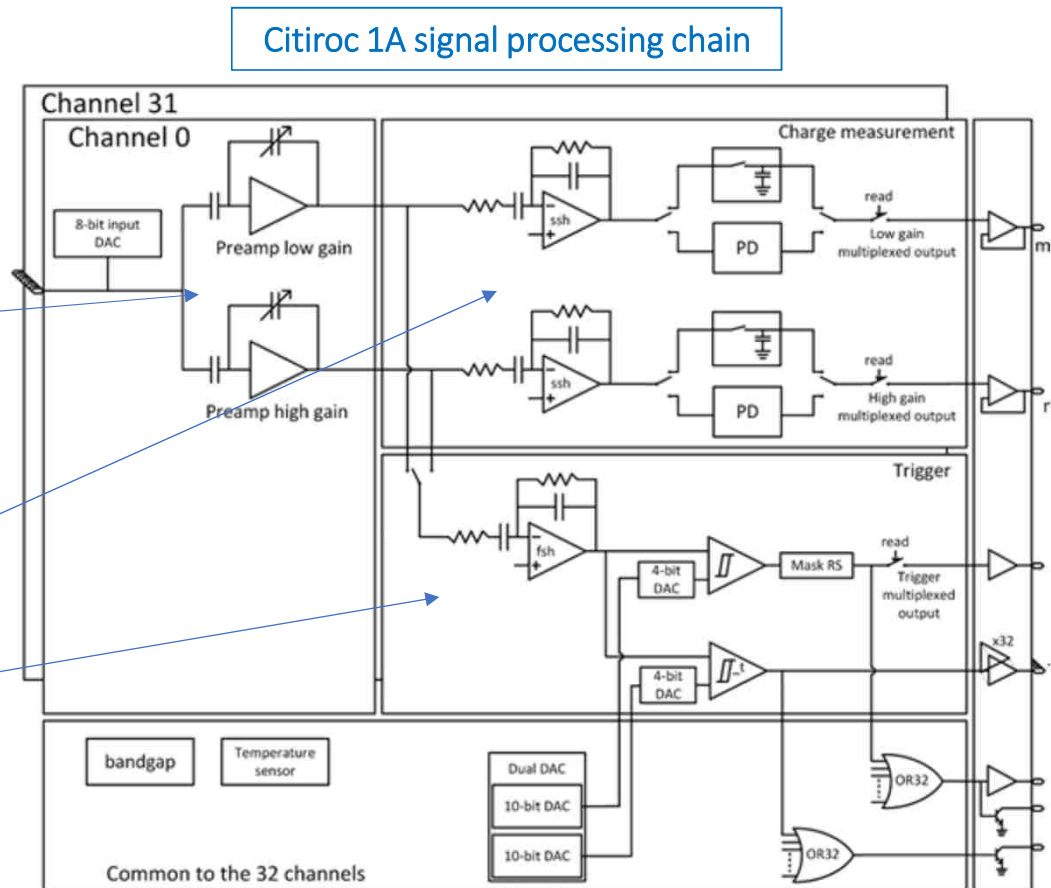 Citiroc 1A signal processing chain
Channel 31
Channel 0
8-bit input
DAC
Preamp low gain
Preamp high gain
Charge measurement
ssh
PD
read
Low gain
multiplexed output
m
ssh
PD
read
High gain
multiplexed output
Trigger
fsh
4-bit
DAC
Mask RS
read
Trigger
multiplexed
output
4-bit
DAC
_t
x32
bandgap
Temperature
sensor
Dual DAC
10-bit DAC
10-bit DAC
OR32
OR32
Common to the 32 channels